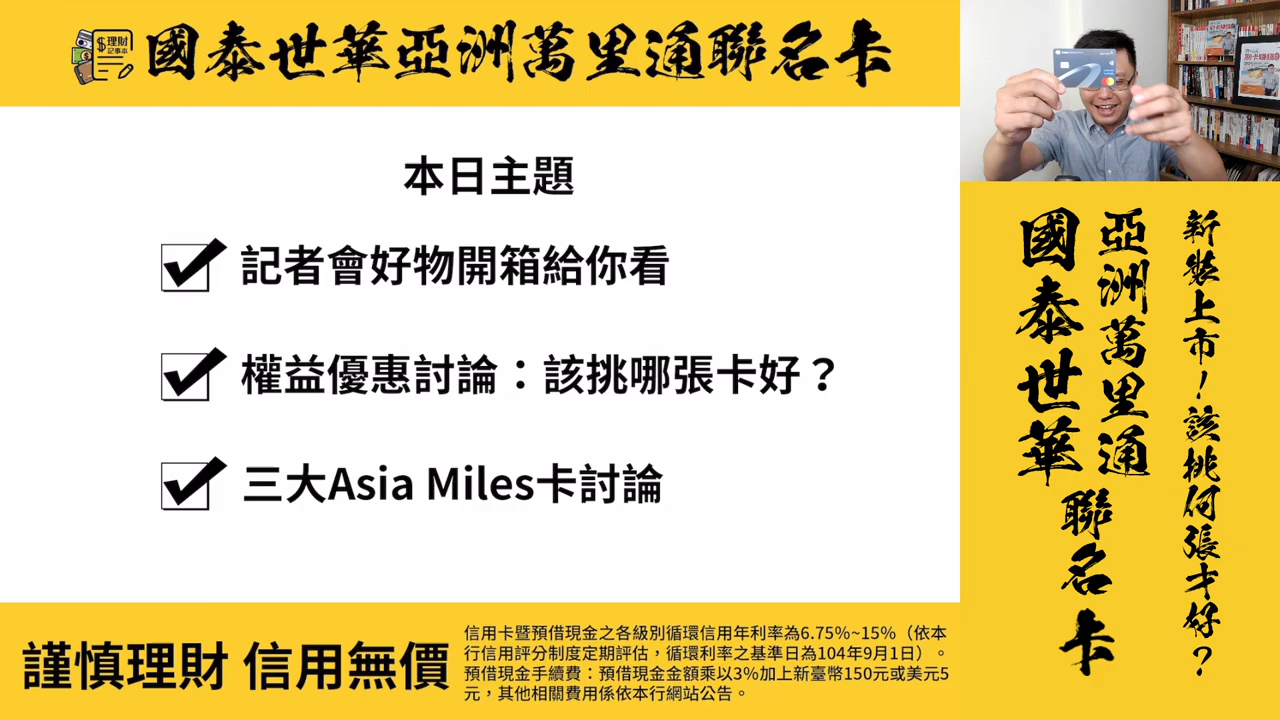 $理財
記事本
國泰世華亞洲萬里通聯名卡
本日主題
記者會好物開箱給你看
權益優惠討論：該挑哪張卡好？
三大Asia Miles卡討論
謹慎理財 信用無價
信用卡暨預借現金之各級別循環信用年利率為6.75%~15%（依本
行信用評分制度定期評估，循環利率之基準日為104年9月1日）。
預借現金手續費：預借現金金額乘以3%加上新臺幣150元或美元5
元，其他相關費用係依本行網站公告。
新裝上市！該挑何張才好？
亞洲萬里通
國泰世華
聯名卡